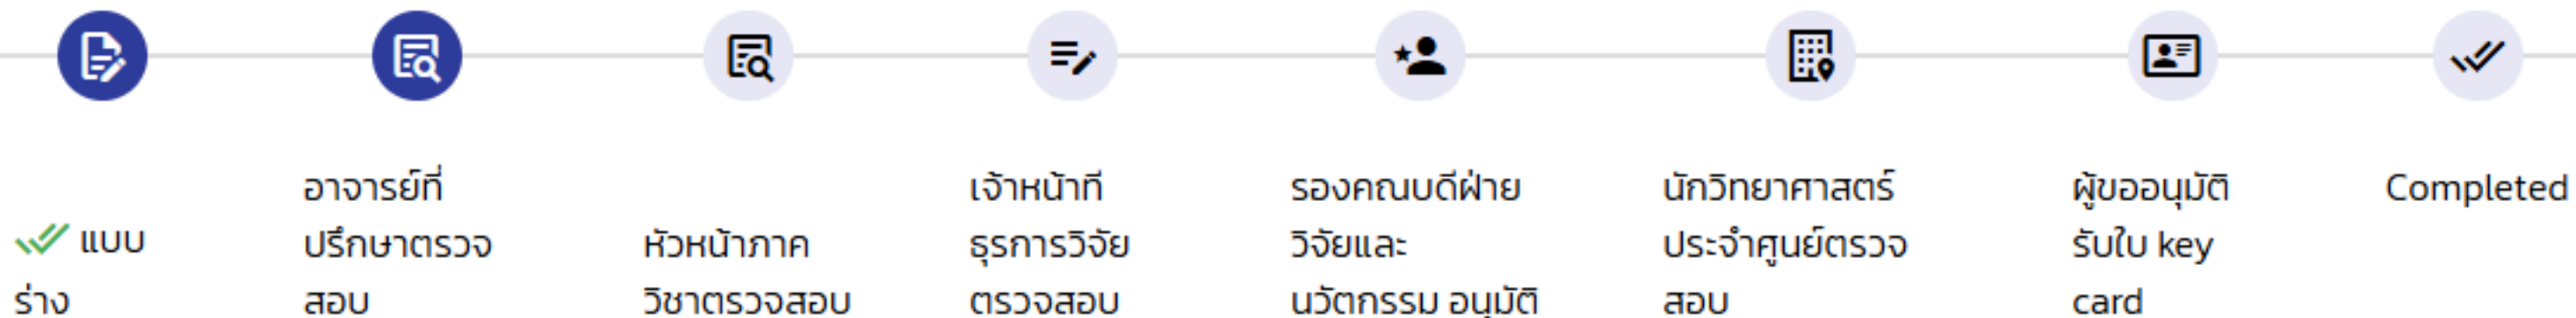 แบบ
ร่าง
อาจารย์ที่
ปรึกษาตรวจ
สอบ
หัวหน้าภาค
วิชาตรวจสอบ
เจ้าหน้าที
ธุรการวิจัย
ตรวจสอบ
รองคณบดีฝ่าย
วิจัยและ
นวัตกรรม อนุมัติ
นักวิทยาศาสตร์
ประจำศูนย์ตรวจ
สอบ
ผู้ขออนุมัติ
รับใบ key
card
Completed